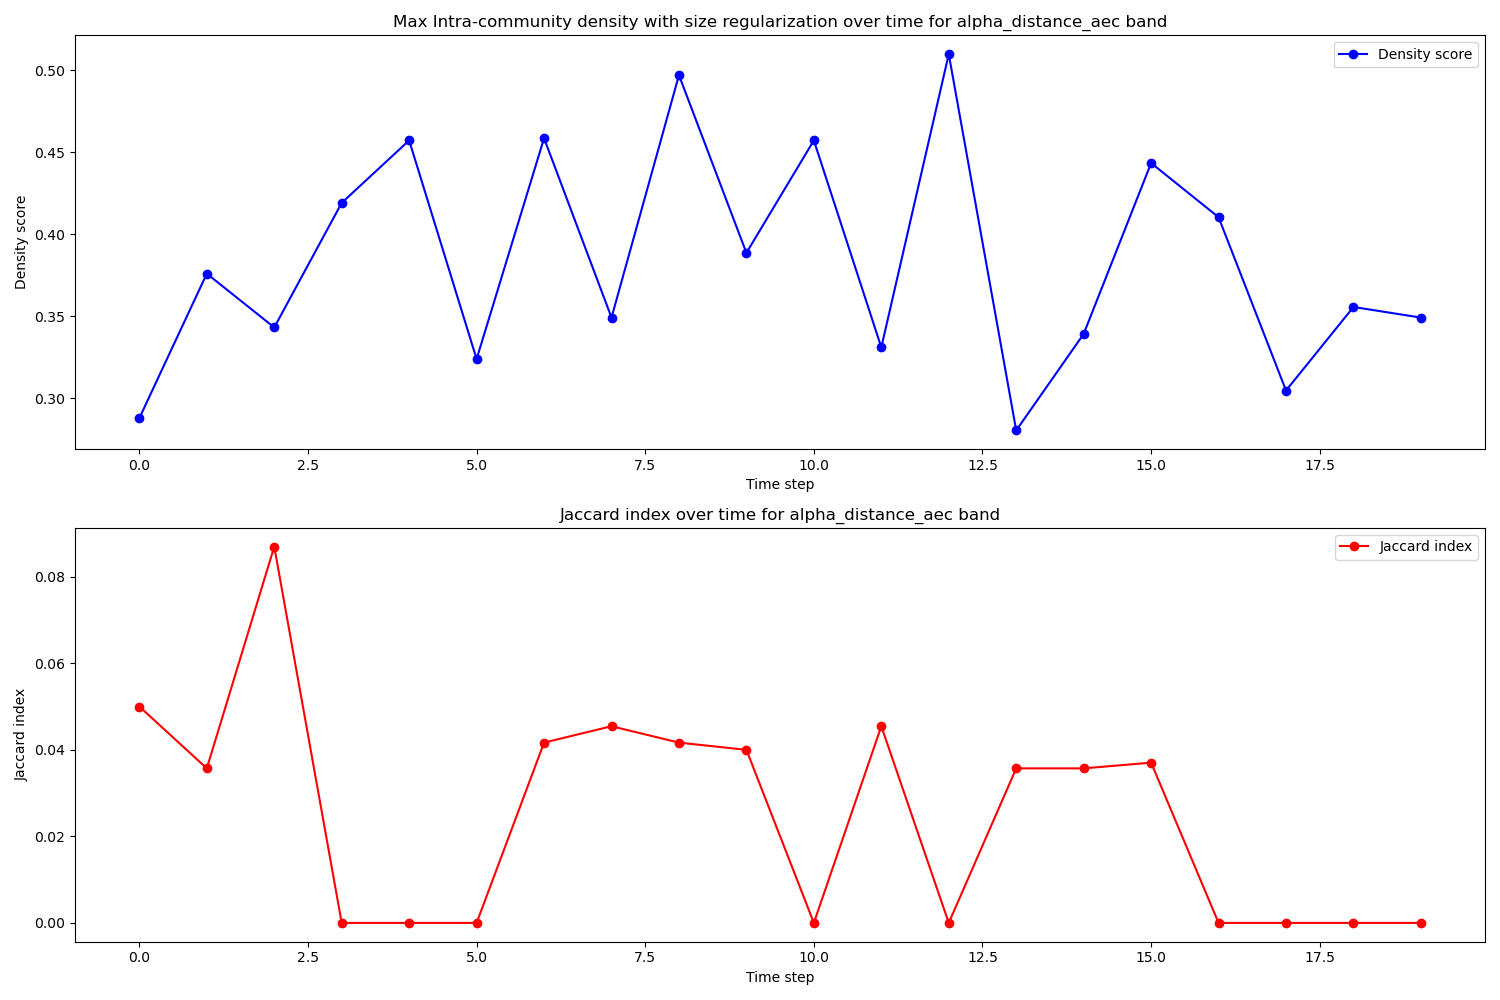 Max Intra-community density with size regularization over time for alpha_distance_aec band
Density score
0.50
0.45
0.40
0.35
0.30
Density score
0.0 2.5 5.0 7.5 10.0 12.5 15.0 17.5
Time step
Jaccard index over time for alpha_distance_aec band
Jaccard index
0.08
0.06
0.04
0.02
0.00
Jaccard index
0.0 2.5 5.0 7.5 10.0 12.5 15.0 17.5
Time step